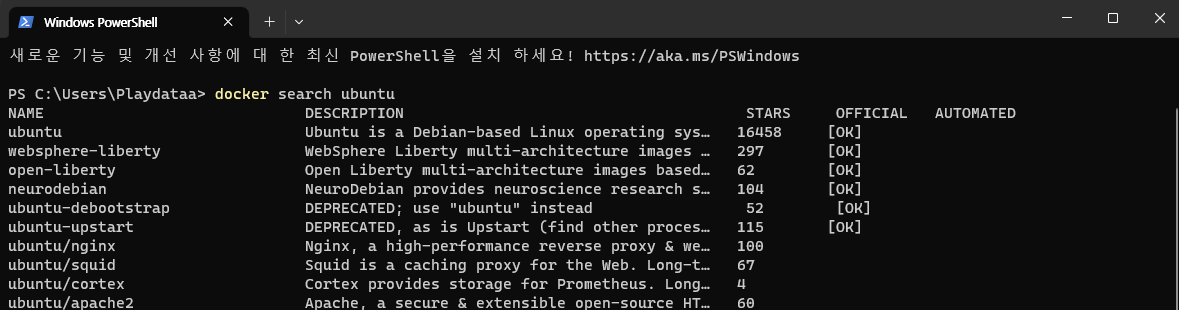 Windows PowerShell
새로운 기능 및 개선 사항에 대 한 최신 PowerShell을 설치 하세요! https://aka.ms/PSWindows
PS C:\Users\Playdataa> docker search ubuntu
NAME DESCRIPTION STARS OFFICIAL AUTOMATED
ubuntu Ubuntu is a Debian-based Linux operating sys… 16458 [OK]
websphere-liberty WebSphere Liberty multi-architecture images … 297 [OK]
open-liberty Open Liberty multi-architecture images based… 62 [OK]
neurodebian NeuroDebian provides neuroscience research s… 104 [OK]
ubuntu-debootstrap DEPRECATED; use "ubuntu" instead 52 [OK]
ubuntu-upstart DEPRECATED, as is Upstart (find other proces… 115 [OK]
ubuntu/nginx Nginx, a high-performance reverse proxy & we… 100
ubuntu/squid Squid is a caching proxy for the Web. Long-t… 67
ubuntu/cortex Cortex provides storage for Prometheus. Long… 4
ubuntu/apache2 Apache, a secure & extensible open-source HT… 60